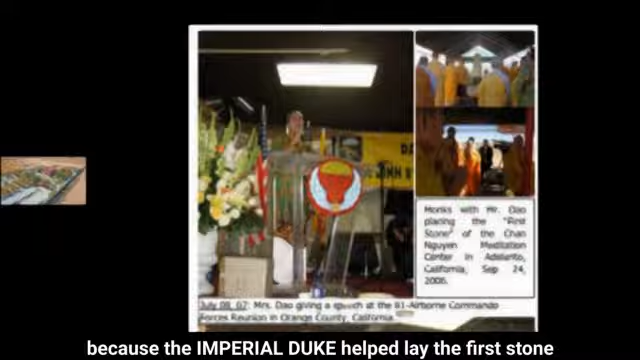 DA
Monks with Mr. Dao
placing the "First
Stone" of the Chan
Nguyen Meditation
Center in Adelanto,
California, Sep 24,
2006.
July 08, 07: Mrs. Dao giving a speech at the 81-Airborne Commando
Forces Reunion in Orange County, California.
because the IMPERIAL DUKE helped lay the first stone